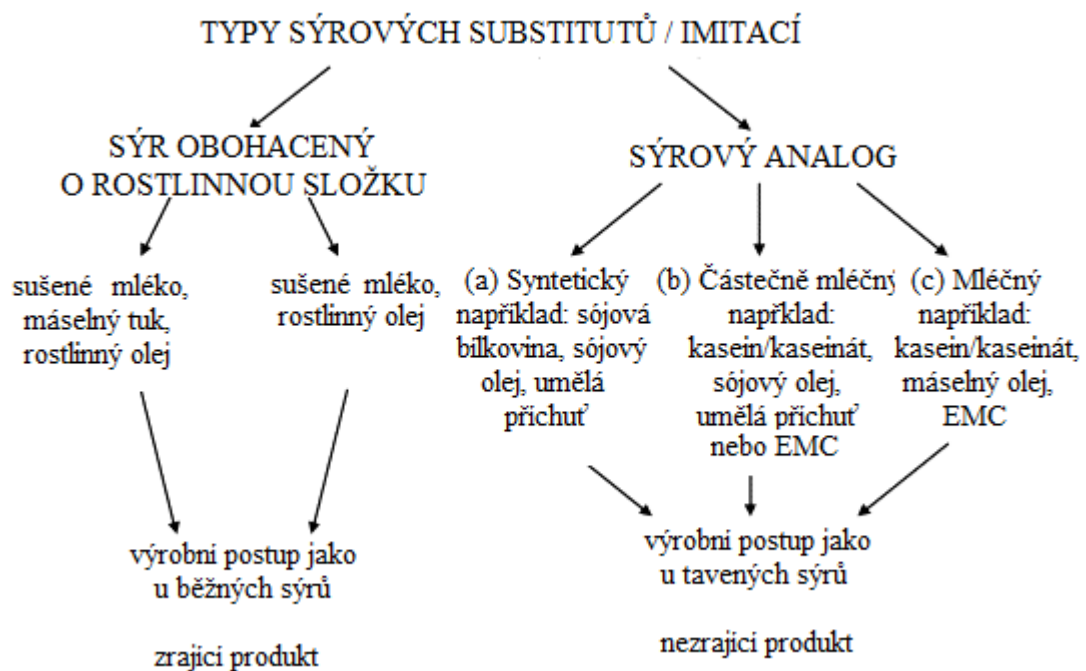 TYPY SÝROVÝCH SUBSTITUTŮ / IMITACÍ
SÝR OBOHACENÝ
O ROSTLINNOU SLOŽKU
SÝROVÝ ANALOG
sušené mléko,
máselný tuk,
rostlinný olej
sušené mléko,
rostlinný olej
(a) Syntetický
například: sójová
bílkovina, sójový
olej, umělá
příchuť
(b) Částečně mléčný
napřklad:
kasein/kaseinát,
sójový olej,
umělá příchuť
nebo EMC
(c) Mléčný
například:
kasein/kaseinát,
máselný olej,
EMC
výrobní postup jako
u běžných sýrů
zrající produkt
výrobní postup jako
u tavených sýrů
nezrající produkt